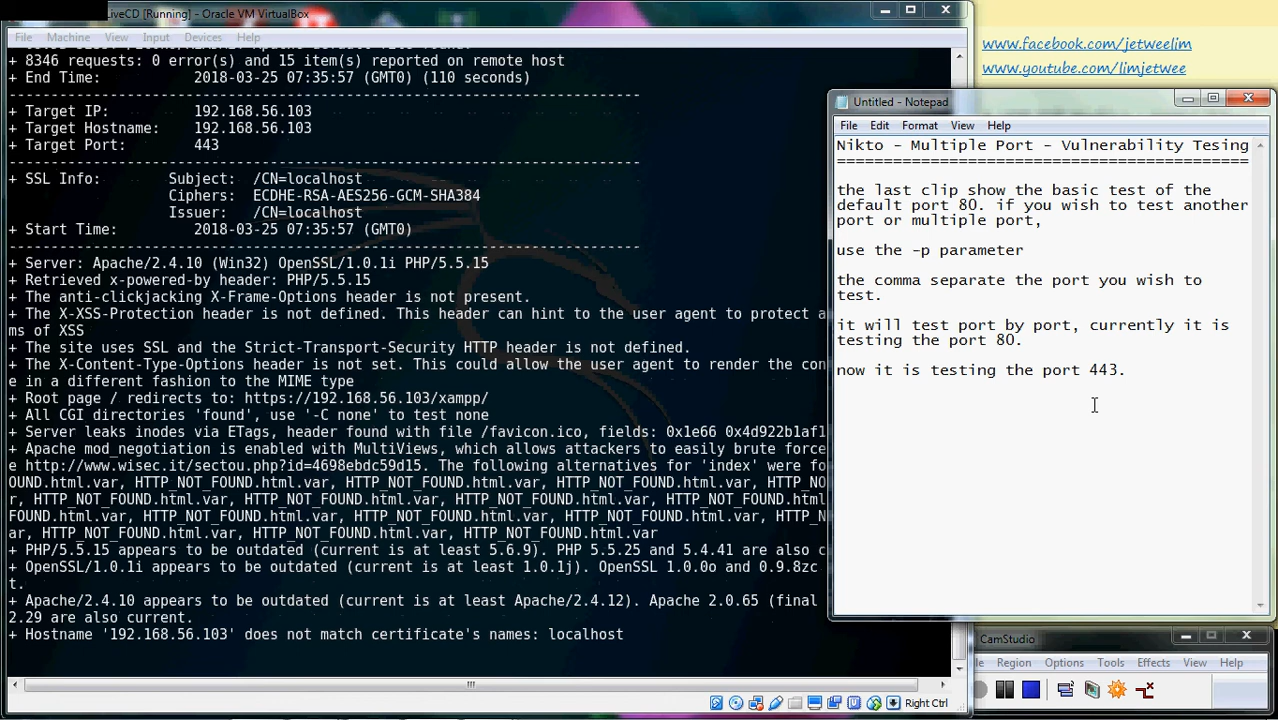 LiveCD [Running] - Oracle VM VirtualBox
File Machine View Input Devices Help
+ 8346 requests: 0 error(s) and 15 item(s) reported on remote host
+ End Time: 2018-03-25 07:35:57 (GMT0) (110 seconds)
---------------------------------------------------------------------------
+ Target IP: 192.168.56.103
+ Target Hostname: 192.168.56.103
+ Target Port: 443
---------------------------------------------------------------------------
+ SSL Info: Subject: /CN=localhost
Ciphers: ECDHE-RSA-AES256-GCM-SHA384
Issuer: /CN=localhost
+ Start Time: 2018-03-25 07:35:57 (GMT0)
---------------------------------------------------------------------------
+ Server: Apache/2.4.10 (Win32) OpenSSL/1.0.1i PHP/5.5.15
+ Retrieved x-powered-by header: PHP/5.5.15
+ The anti-clickjacking X-Frame-Options header is not present.
+ The X-XSS-Protection header is not defined. This header can hint to the user agent to protect a
ms of XSS
+ The site uses SSL and the Strict-Transport-Security HTTP header is not defined.
+ The X-Content-Type-Options header is not set. This could allow the user agent to render the con
e in a different fashion to the MIME type
+ Root page / redirects to: https://192.168.56.103/xampp/
+ All CGI directories 'found', use '-C none' to test none
+ Server leaks inodes via ETags, header found with file /favicon.ico, fields: 0x1e66 0x4d922b1af1
+ Apache mod_negotiation is enabled with MultiViews, which allows attackers to easily brute force
e http://www.wisec.it/sectou.php?id=4698ebdc59d15. The following alternatives for 'index' were fo
OUND.html.var, HTTP_NOT_FOUND.html.var, HTTP_NOT_FOUND.html.var, HTTP_NOT_FOUND.html.var, HTTP_NO
r, HTTP_NOT_FOUND.html.var, HTTP_NOT_FOUND.html.var, HTTP_NOT_FOUND.html.var, HTTP_NOT_FOUND.html
FOUND.html.var, HTTP_NOT_FOUND.html.var, HTTP_NOT_FOUND.html.var, HTTP_NOT_FOUND.html.var, HTTP_N
ar, HTTP_NOT_FOUND.html.var, HTTP_NOT_FOUND.html.var, HTTP_NOT_FOUND.html.var
+ PHP/5.5.15 appears to be outdated (current is at least 5.6.9). PHP 5.5.25 and 5.4.41 are also c
+ OpenSSL/1.0.1i appears to be outdated (current is at least 1.0.1j). OpenSSL 1.0.0o and 0.9.8zc
t.
+ Apache/2.4.10 appears to be outdated (current is at least Apache/2.4.12). Apache 2.0.65 (final
2.29 are also current.
+ Hostname '192.168.56.103' does not match certificate's names: localhost
Right Ctrl
www.facebook.com/jetweelim
www.youtube.com/limjetwee
Untitled - Notepad
File Edit Format View Help
Nikto - Multiple Port - Vulnerability Tesing
============================================
the last clip show the basic test of the
default port 80. if you wish to test another
port or multiple port,
use the -p parameter
the comma separate the port you wish to
test.
it will test port by port, currently it is
testing the port 80.
now it is testing the port 443.
CamStudio
Region Options Tools Effects View Help